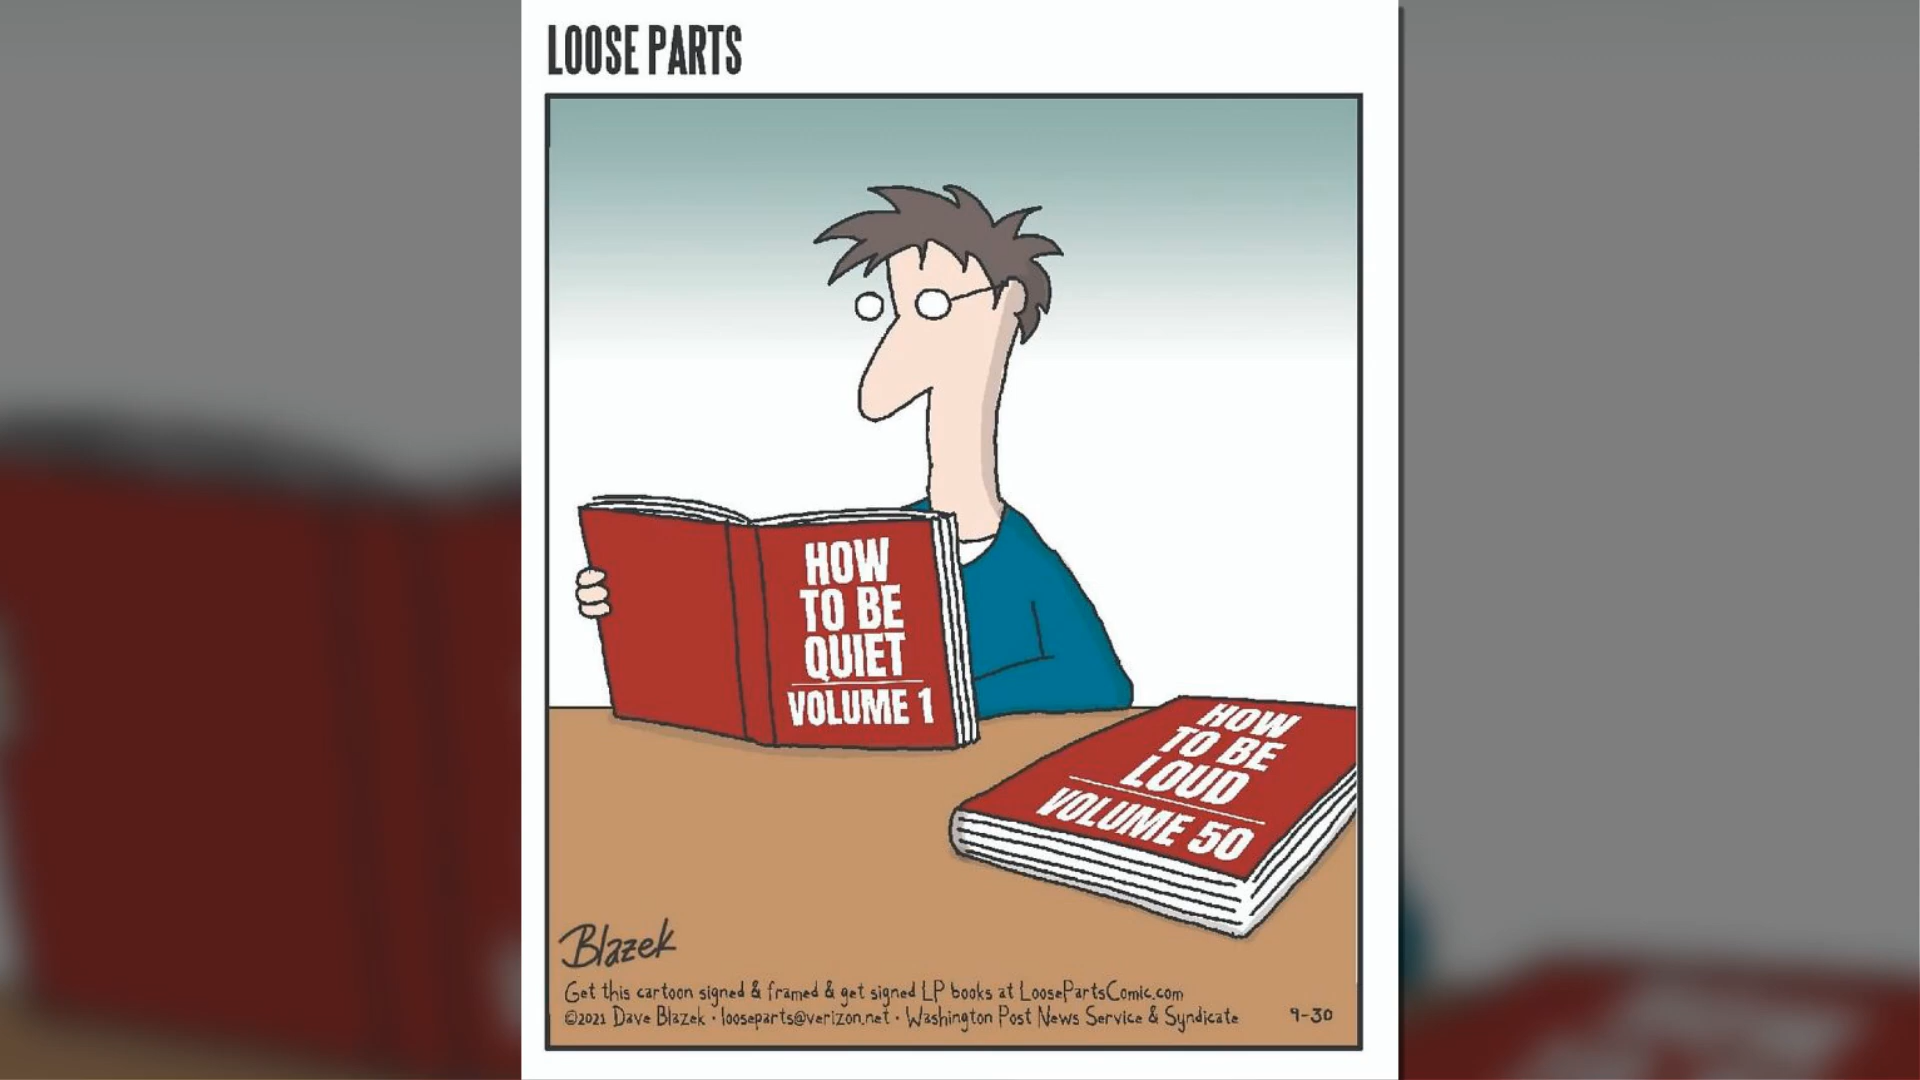 LOOSE PARTS
HOW
TO BE
QUIET
VOLUME 1
HOW
TO BE
LOUD
VOLUME 50
Blazek
Get this cartoon signed & framed & get signed LP books at LoosePartsComic.com
©2021 Dave Blazek · looseparts@verizon.net · Washington Post News Service & Syndicate 9-30